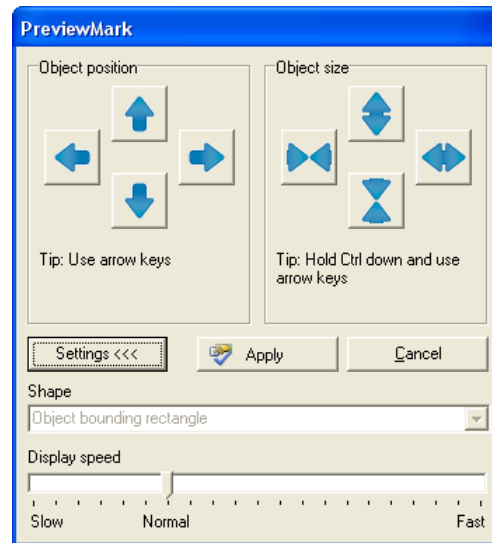 PreviewMark
Object position
Object size
Tip: Use arrow keys
Tip: Hold Ctrl down and use
arrow keys
Settings <<<
Apply
Cancel
Shape
Object bounding rectangle
Display speed
Slow
Normal
Fast